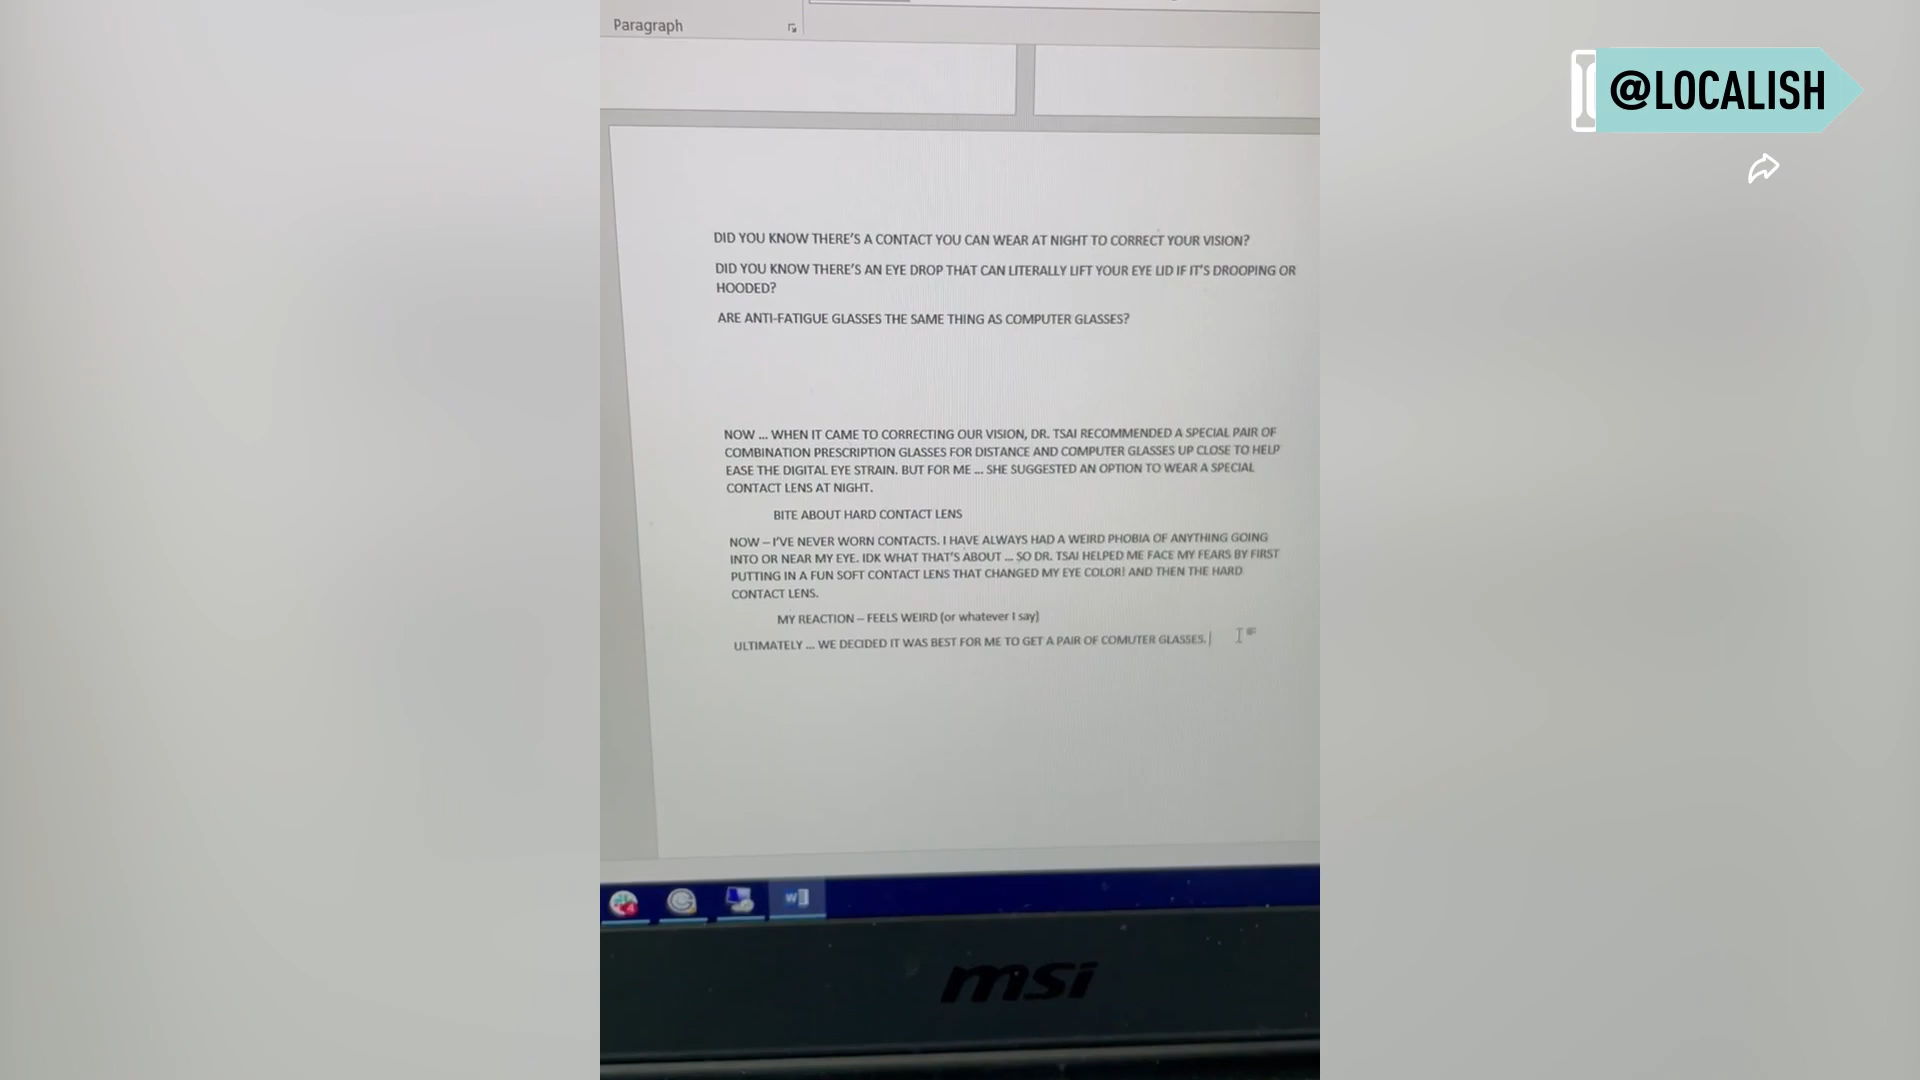 Paragraph
@LOCALISH
DID YOU KNOW THERE'S A CONTACT YOU CAN WEAR AT NIGHT TO CORRECT YOUR VISION?
DID YOU KNOW THERE'S AN EYE DROP THAT CAN LITERALLY LIFT YOUR EYE LID IF IT'S DROOPING OR
HOODED?
ARE ANTI-FATIGUE GLASSES THE SAME THING AS COMPUTER GLASSES?
NOW ... WHEN IT CAME TO CORRECTING OUR VISION, DR. TSAI RECOMMENDED A SPECIAL PAIR OF
COMBINATION PRESCRIPTION GLASSES FOR DISTANCE AND COMPUTER GLASSES UP CLOSE TO HELP
EASE THE DIGITAL EYE STRAIN. BUT FOR ME ... SHE SUGGESTED AN OPTION TO WEAR A SPECIAL
CONTACT LENS AT NIGHT.
BITE ABOUT HARD CONTACT LENS
NOW – I'VE NEVER WORN CONTACTS. I HAVE ALWAYS HAD A WEIRD PHOBIA OF ANYTHING GOING
INTO OR NEAR MY EYE. IDK WHAT THAT'S ABOUT ... SO DR. TSAI HELPED ME FACE MY FEARS BY FIRST
PUTTING IN A FUN SOFT CONTACT LENS THAT CHANGED MY EYE COLOR! AND THEN THE HARD
CONTACT LENS.
MY REACTION – FEELS WEIRD (or whatever I say)
ULTIMATELY ... WE DECIDED IT WAS BEST FOR ME TO GET A PAIR OF COMUTER GLASSES.
4
W
msi